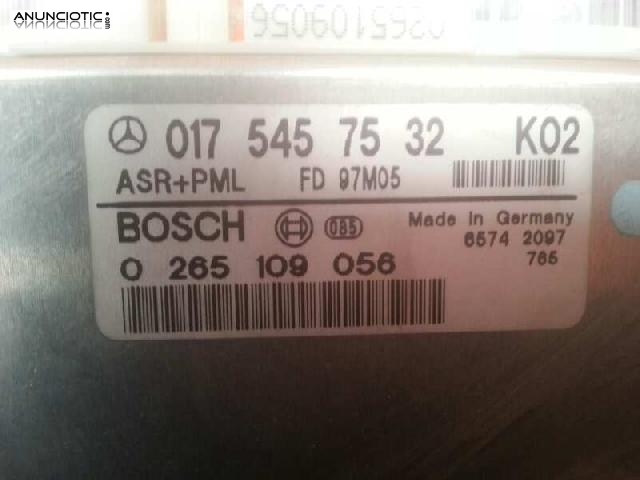 ANUNCIOTIC.com
0265109056
017 545 75 32 K02
ASR+PML FD 97M05
BOSCH 085 Made in Germany
6574 2097
0 265 109 056 765